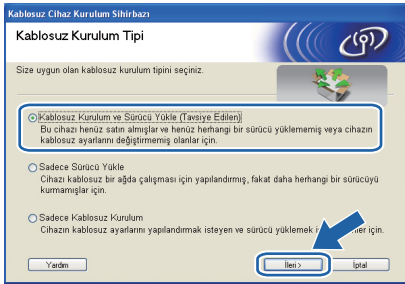 Kablosuz Cihaz Kurulum Sihirbazı
Kablosuz Kurulum Tipi
Size uygun olan kablosuz kurulum tipini seçiniz.
Kablosuz Kurulum ve Sürücü Yükle (Tavsiye Edilen)
Bu cihazı henüz satın almışlar ve henüz herhangi bir sürücü yüklememiş veya cihazın
kablosuz ayarlarını değiştirmemiş olanlar için.
Sadece Sürücü Yükle
Cihazı kablosuz bir ağda çalışması için yapılandırmış, fakat daha herhangi bir sürücüyü
kurmamışlar için.
Sadece Kablosuz Kurulum
Cihazın kablosuz ayarlarını yapılandırmak isteyen ve sürücü yüklemek için.
Yardım
İleri >
İptal